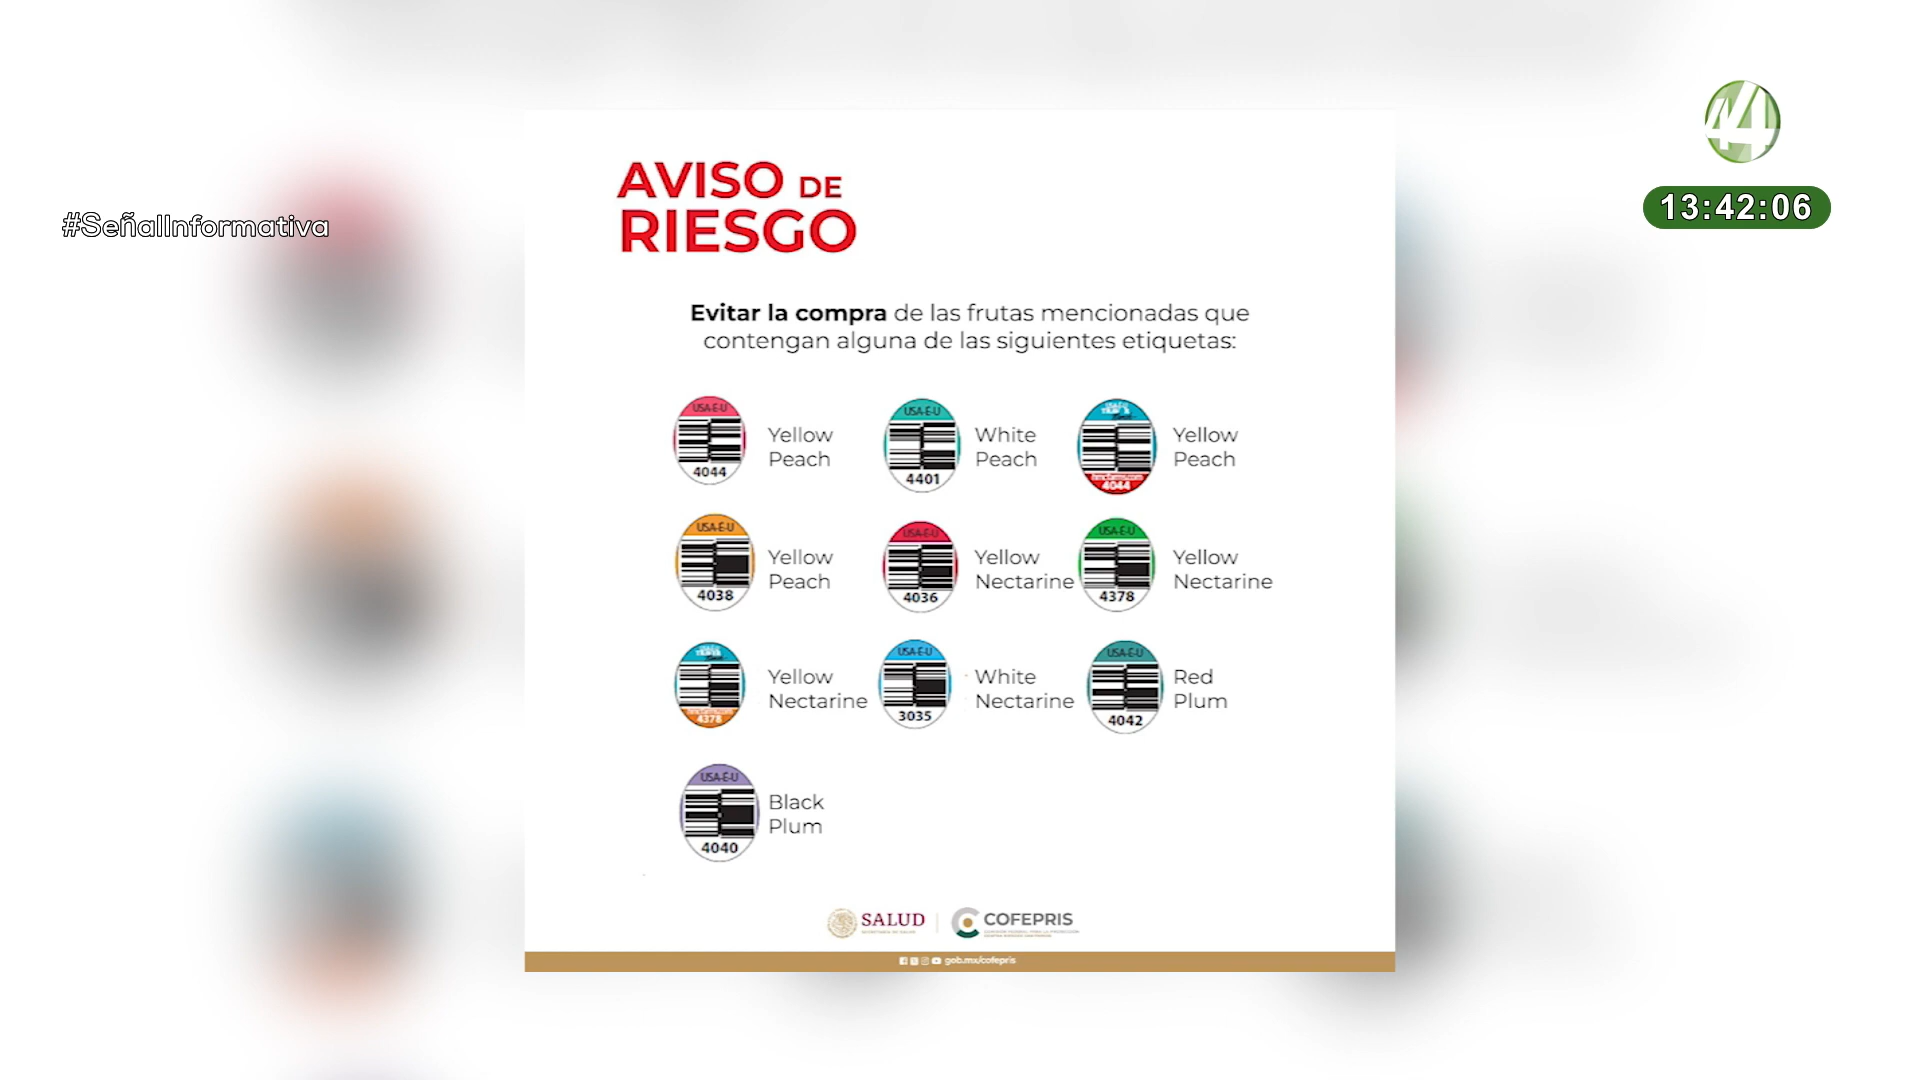 #SeñalInformativa
44
13:42:06
AVISO DE
RIESGO
Evitar la compra de las frutas mencionadas que
contengan alguna de las siguientes etiquetas:
USA-E-U
4044
Yellow
Peach
USA-E-U
4401
White
Peach
4044
Yellow
Peach
USA-E-U
4038
Yellow
Peach
USA-E-U
4036
Yellow
Nectarine
USA-E-U
4378
Yellow
Nectarine
4378
Yellow
Nectarine
USA-E-U
3035
White
Nectarine
USA-E-U
4042
Red
Plum
USA-E-U
4040
Black
Plum
SALUD
COFEPRIS
gob.mx/cofepris